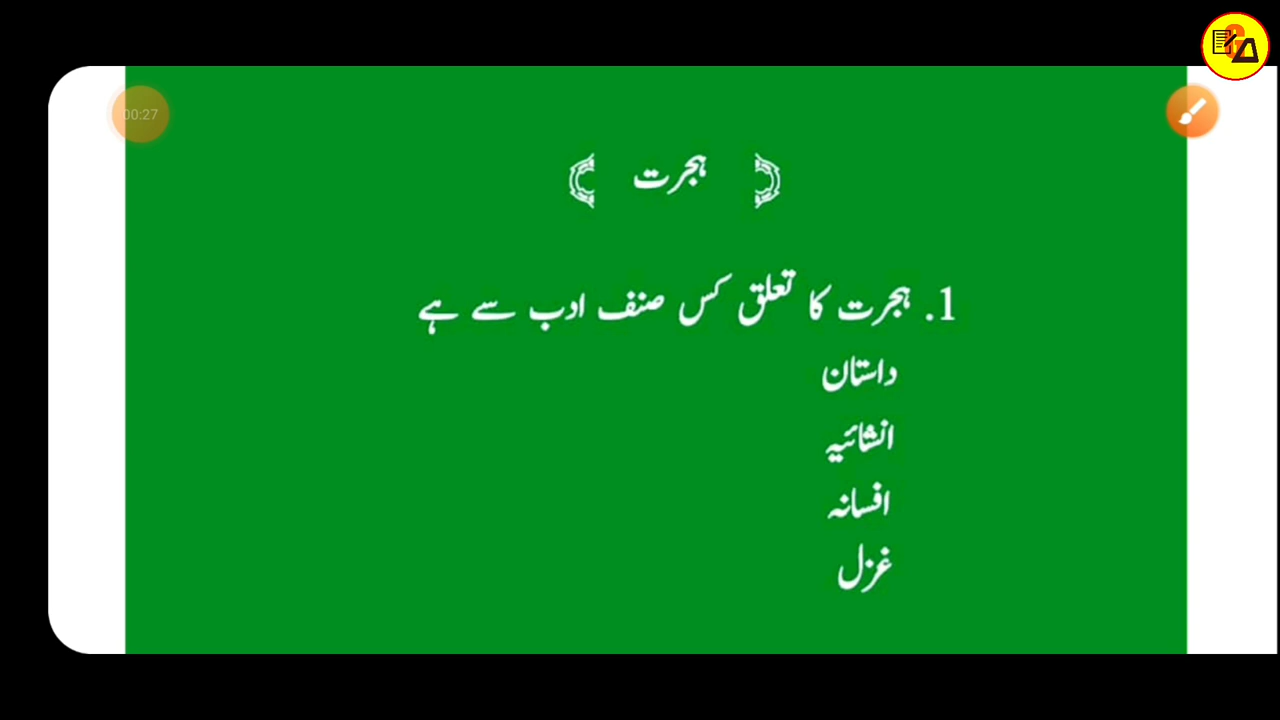 00:27
ہجرت
1. ہجرت کا تعلق کس صنف ادب سے ہے
داستان
انشائیہ
افسانہ
غزل